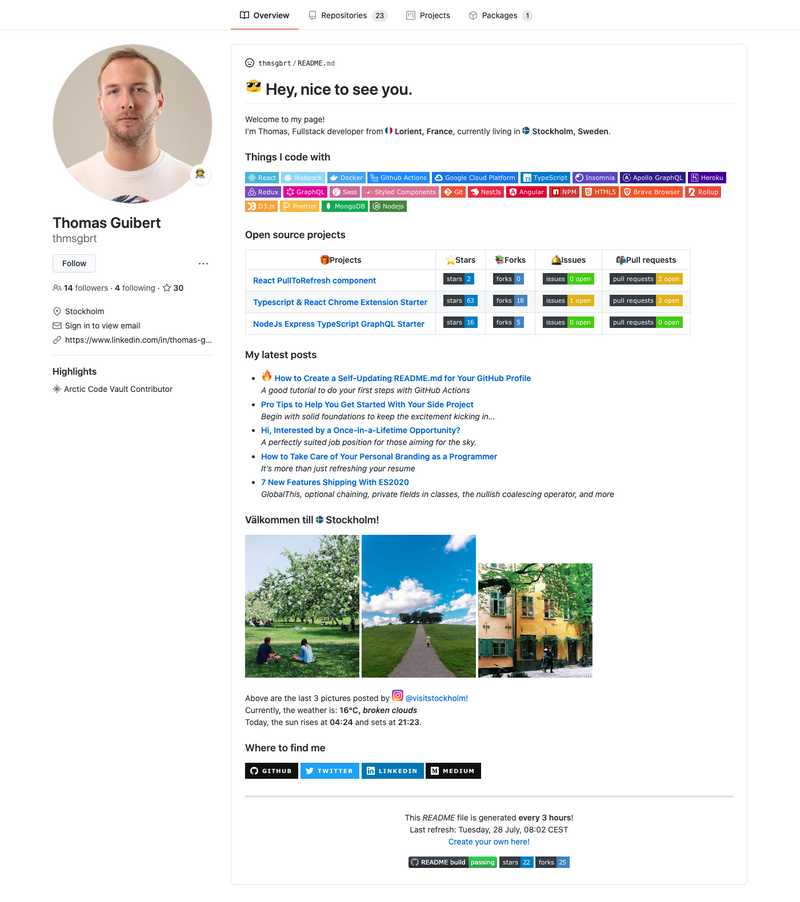 Overview Repositories 23 Projects Packages 1
thmsgbrt / README.md
Hey, nice to see you.
Welcome to my page!
I'm Thomas, Fullstack developer from Lorient, France, currently living in Stockholm, Sweden.
Things I code with
React Webpack Docker Github Actions Google Cloud Platform TypeScript Insomnia Apollo GraphQL Heroku
Redux GraphQL Sass Styled Components Git NestJs Angular NPM HTML5 Brave Browser Rollup
D3.js Prettier MongoDB Nodejs
Thomas Guibert
thmsgbrt
Follow
14 followers · 4 following · 30
Stockholm
Sign in to view email
https://www.linkedin.com/in/thomas-g...
Highlights
Arctic Code Vault Contributor
Open source projects
Projects Stars Forks Issues Pull requests
React PullToRefresh component stars 2 forks 0 issues 0 open pull requests 2 open
Typescript & React Chrome Extension Starter stars 63 forks 18 issues 1 open pull requests 2 open
NodeJs Express TypeScript GraphQL Starter stars 16 forks 5 issues 0 open pull requests 0 open
My latest posts
How to Create a Self-Updating README.md for Your GitHub Profile
A good tutorial to do your first steps with GitHub Actions
Pro Tips to Help You Get Started With Your Side Project
Begin with solid foundations to keep the excitement kicking in...
Hi, Interested by a Once-in-a-Lifetime Opportunity?
A perfectly suited job position for those aiming for the sky.
How to Take Care of Your Personal Branding as a Programmer
It's more than just refreshing your resume
7 New Features Shipping With ES2020
GlobalThis, optional chaining, private fields in classes, the nullish coalescing operator, and more
Välkommen till Stockholm!
Above are the last 3 pictures posted by @visitstockholm!
Currently, the weather is: 16°C, broken clouds
Today, the sun rises at 04:24 and sets at 21:23.
Where to find me
GITHUB TWITTER LINKEDIN MEDIUM
This README file is generated every 3 hours!
Last refresh: Tuesday, 28 July, 08:02 CEST
Create your own here!
README build passing stars 22 forks 25